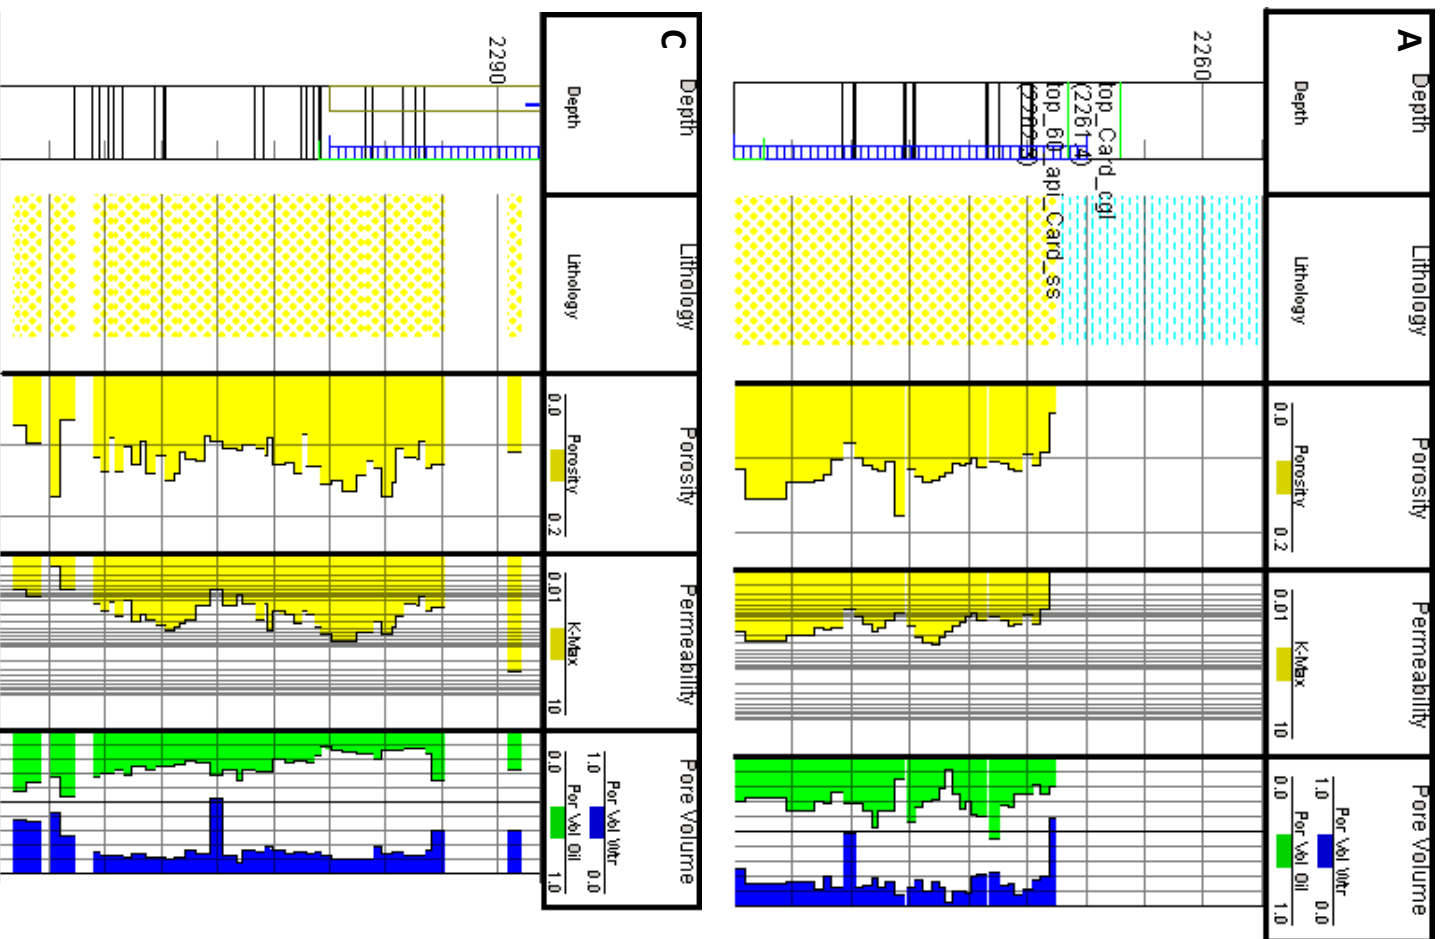 A
Depth
Lithology
Porosity
Permeability
Pore Volume
Depth
Lithology
0.0 Porosity 0.2
0.01 K-Max 10
1.0 Por Vol Wtr 0.0
0.0 Por Vol Oil 1.0
2260
top_Card_cgl
(2261.4)
top_60_api_Card_ss
C
Depth
Lithology
Porosity
Permeability
Pore Volume
Depth
Lithology
0.0 Porosity 0.2
0.01 K-Max 10
1.0 Por Vol Wtr 0.0
0.0 Por Vol Oil 1.0
2290